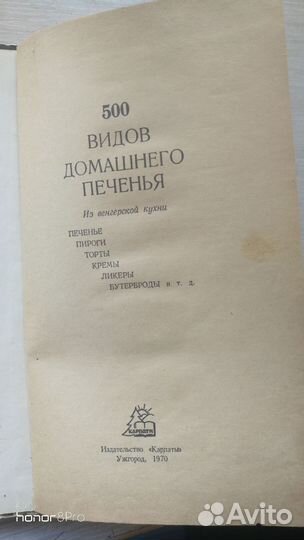 500
ВИДОВ
ДОМАШНЕГО
ПЕЧЕНЬЯ
Из венгерской кухни
ПЕЧЕНЬЕ
ПИРОГИ
ТОРТЫ
КРЕМЫ
ЛИКЕРЫ
БУТЕРБРОДЫ и т. д.
КАРПАТИ
Издательство «Карпаты»
Ужгород, 1970
honor 8 Pro
Avito